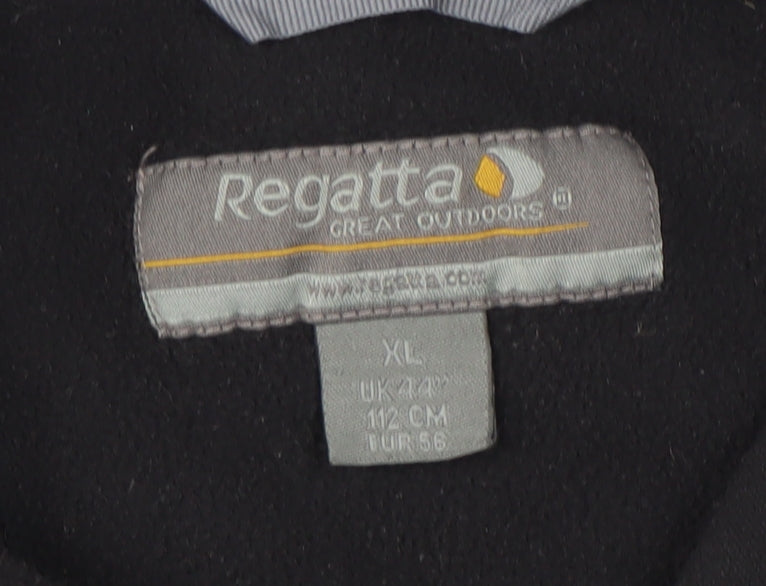 Regatta
GREAT OUTDOORS ®
www.regatta.com
XL
UK 44"
112 CM
EUR 56